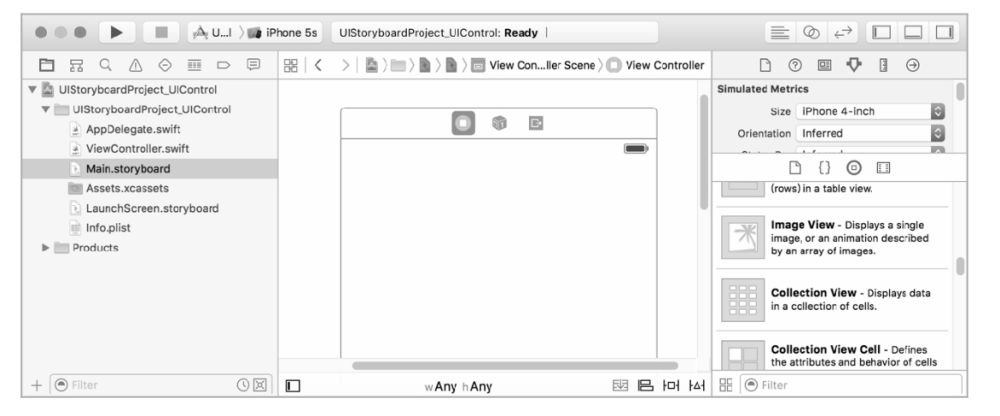 U...l
iPhone 5s
UIStoryboardProject_UIControl: Ready
View Con...ller Scene
View Controller
UIStoryboardProject_UIControl
UIStoryboardProject_UIControl
AppDelegate.swift
ViewController.swift
Main.storyboard
Assets.xcassets
LaunchScreen.storyboard
Info.plist
Products
Filter
wAny hAny
Simulated Metrics
Size iPhone 4-inch
Orientation Inferred
(rows) in a table view.
Image View - Displays a single
image, or an animation described
by an array of images.
Collection View - Displays data
in a collection of cells.
Collection View Cell - Defines
the attributes and behavior of cells
Filter